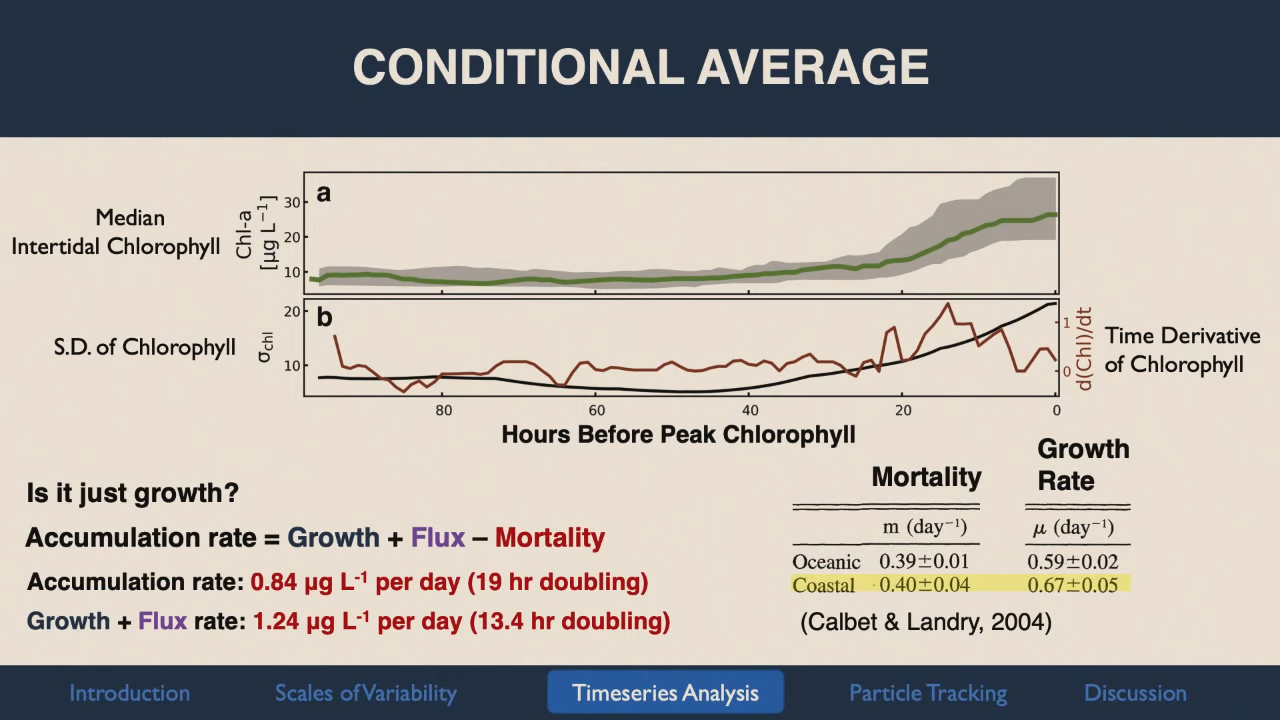 CONDITIONAL AVERAGE
Median
Intertidal Chlorophyll
Chl-a
[µg L⁻¹]
30
20
10
a
S.D. of Chlorophyll
σchl
20
10
b
1
0
d(Chl)/dt
Time Derivative
of Chlorophyll
80 60 40 20 0
Hours Before Peak Chlorophyll
Is it just growth?
Accumulation rate = Growth + Flux – Mortality
Accumulation rate: 0.84 µg L⁻¹ per day (19 hr doubling)
Growth + Flux rate: 1.24 µg L⁻¹ per day (13.4 hr doubling)
Growth
Mortality Rate
m (day⁻¹) µ (day⁻¹)
Oceanic 0.39±0.01 0.59±0.02
Coastal 0.40±0.04 0.67±0.05
(Calbet & Landry, 2004)
Introduction Scales of Variability Timeseries Analysis Particle Tracking Discussion